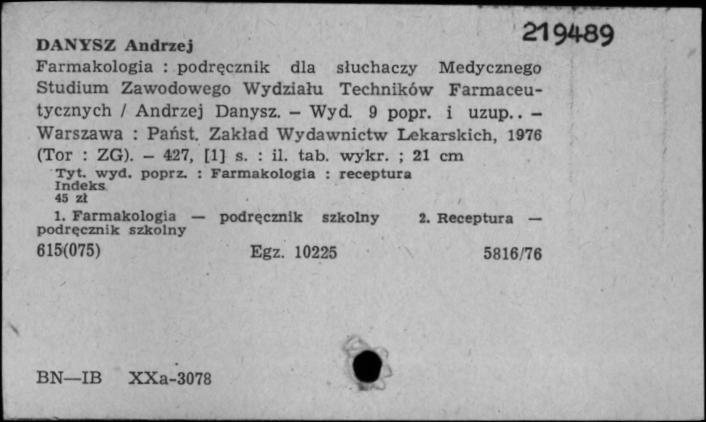 219489
DANYSZ Andrzej
Farmakologia : podręcznik dla słuchaczy Medycznego
Studium Zawodowego Wydziału Techników Farmaceu-
tycznych / Andrzej Danysz. — Wyd. 9 popr. i uzup.. —
Warszawa : Państ. Zakład Wydawnictw Lekarskich, 1976
(Tor : ZG). — 427, [1] s. : il. tab. wykr. ; 21 cm
Tyt. wyd. poprz. : Farmakologia : receptura
Indeks
45 zł
1. Farmakologia — podręcznik szkolny 2. Receptura —
podręcznik szkolny
615(075) Egz. 10225 5816/76
BN—IB XXa-3078